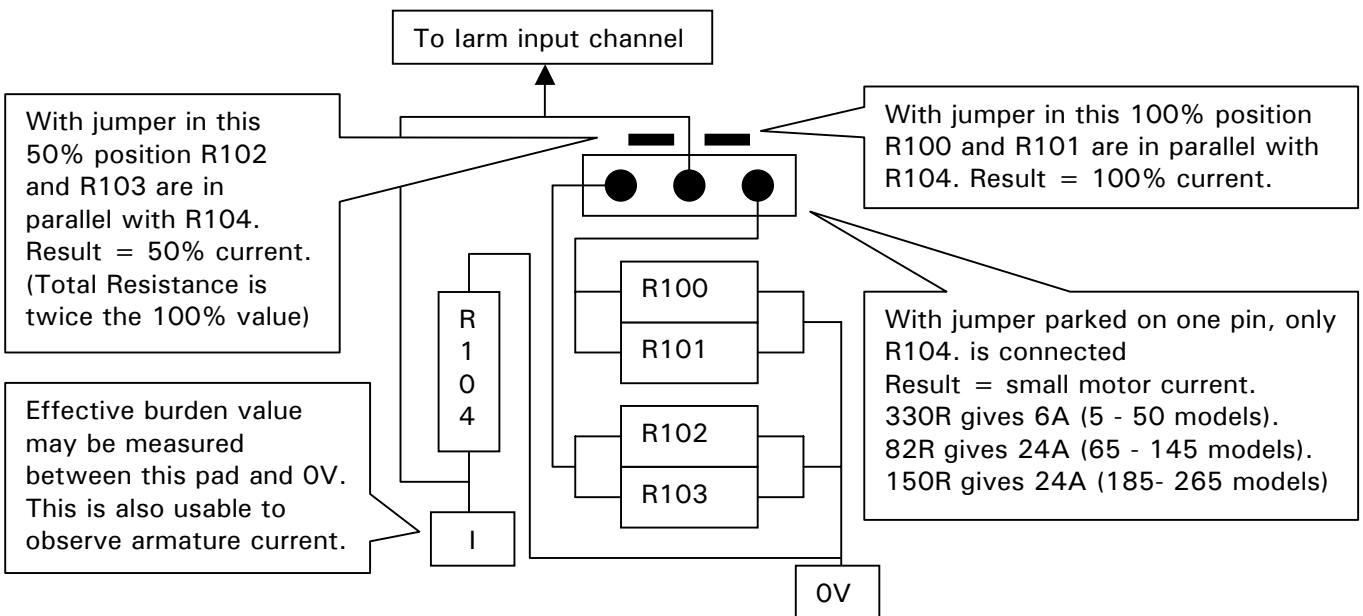 To Iarm input channel
With jumper in this
50% position R102
and R103 are in
parallel with R104.
Result = 50% current.
(Total Resistance is
twice the 100% value)
With jumper in this 100% position
R100 and R101 are in parallel with
R104. Result = 100% current.
R
1
0
4
R100
R101
R102
R103
With jumper parked on one pin, only
R104. is connected
Result = small motor current.
330R gives 6A (5 - 50 models).
82R gives 24A (65 - 145 models).
150R gives 24A (185- 265 models)
Effective burden value
may be measured
between this pad and 0V.
This is also usable to
observe armature current.
I
0V